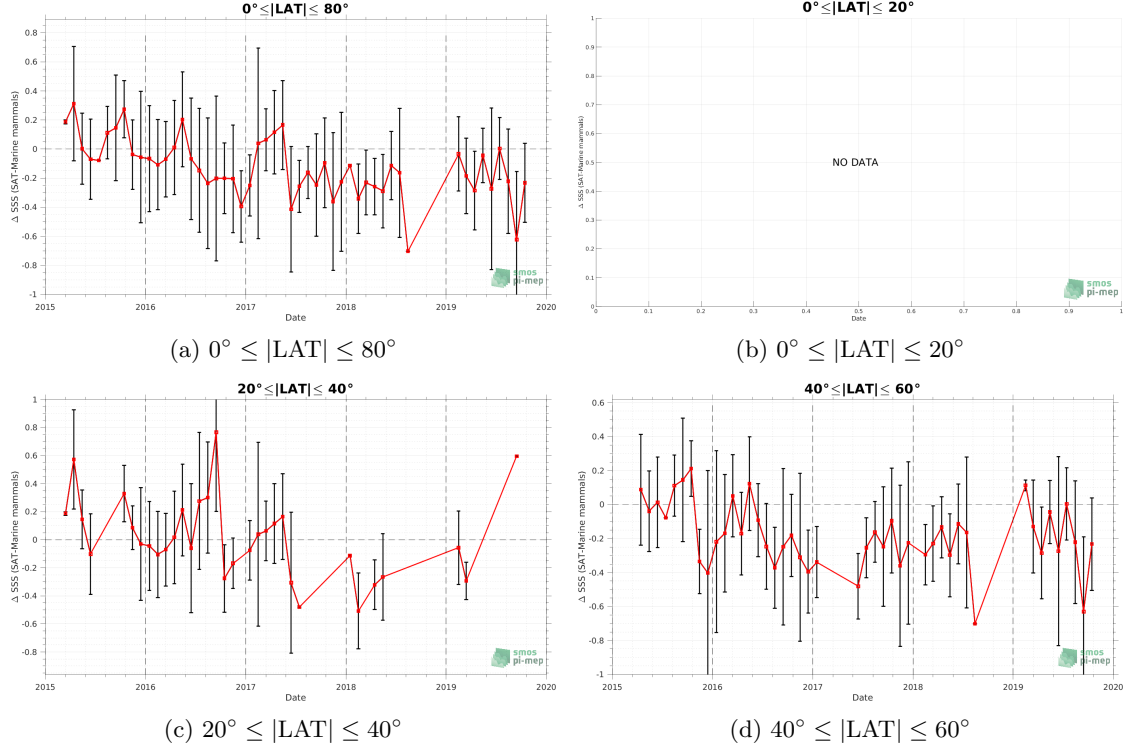 0°≤|LAT|≤ 80°
Δ SSS (SAT-Marine mammals)
0.8
0.6
0.4
0.2
0
-0.2
-0.4
-0.6
-0.8
-1
2015
2016
2017
2018
2019
2020
Date
smos
pi-mep
(a) 0° ≤ |LAT| ≤ 80°
0°≤|LAT|≤ 20°
Δ SSS (SAT-Marine mammals)
1
0.9
0.8
0.7
0.6
0.5
0.4
0.3
0.2
0.1
0
NO DATA
0
0.1
0.2
0.3
0.4
0.5
0.6
0.7
0.8
0.9
1
Date
smos
pi-mep
(b) 0° ≤ |LAT| ≤ 20°
20°≤|LAT|≤ 40°
Δ SSS (SAT-Marine mammals)
1
0.8
0.6
0.4
0.2
0
-0.2
-0.4
-0.6
-0.8
2015
2016
2017
2018
2019
2020
Date
smos
pi-mep
(c) 20° ≤ |LAT| ≤ 40°
40°≤|LAT|≤ 60°
Δ SSS (SAT-Marine mammals)
0.6
0.4
0.2
0
-0.2
-0.4
-0.6
-0.8
-1
2015
2016
2017
2018
2019
2020
Date
smos
pi-mep
(d) 40° ≤ |LAT| ≤ 60°